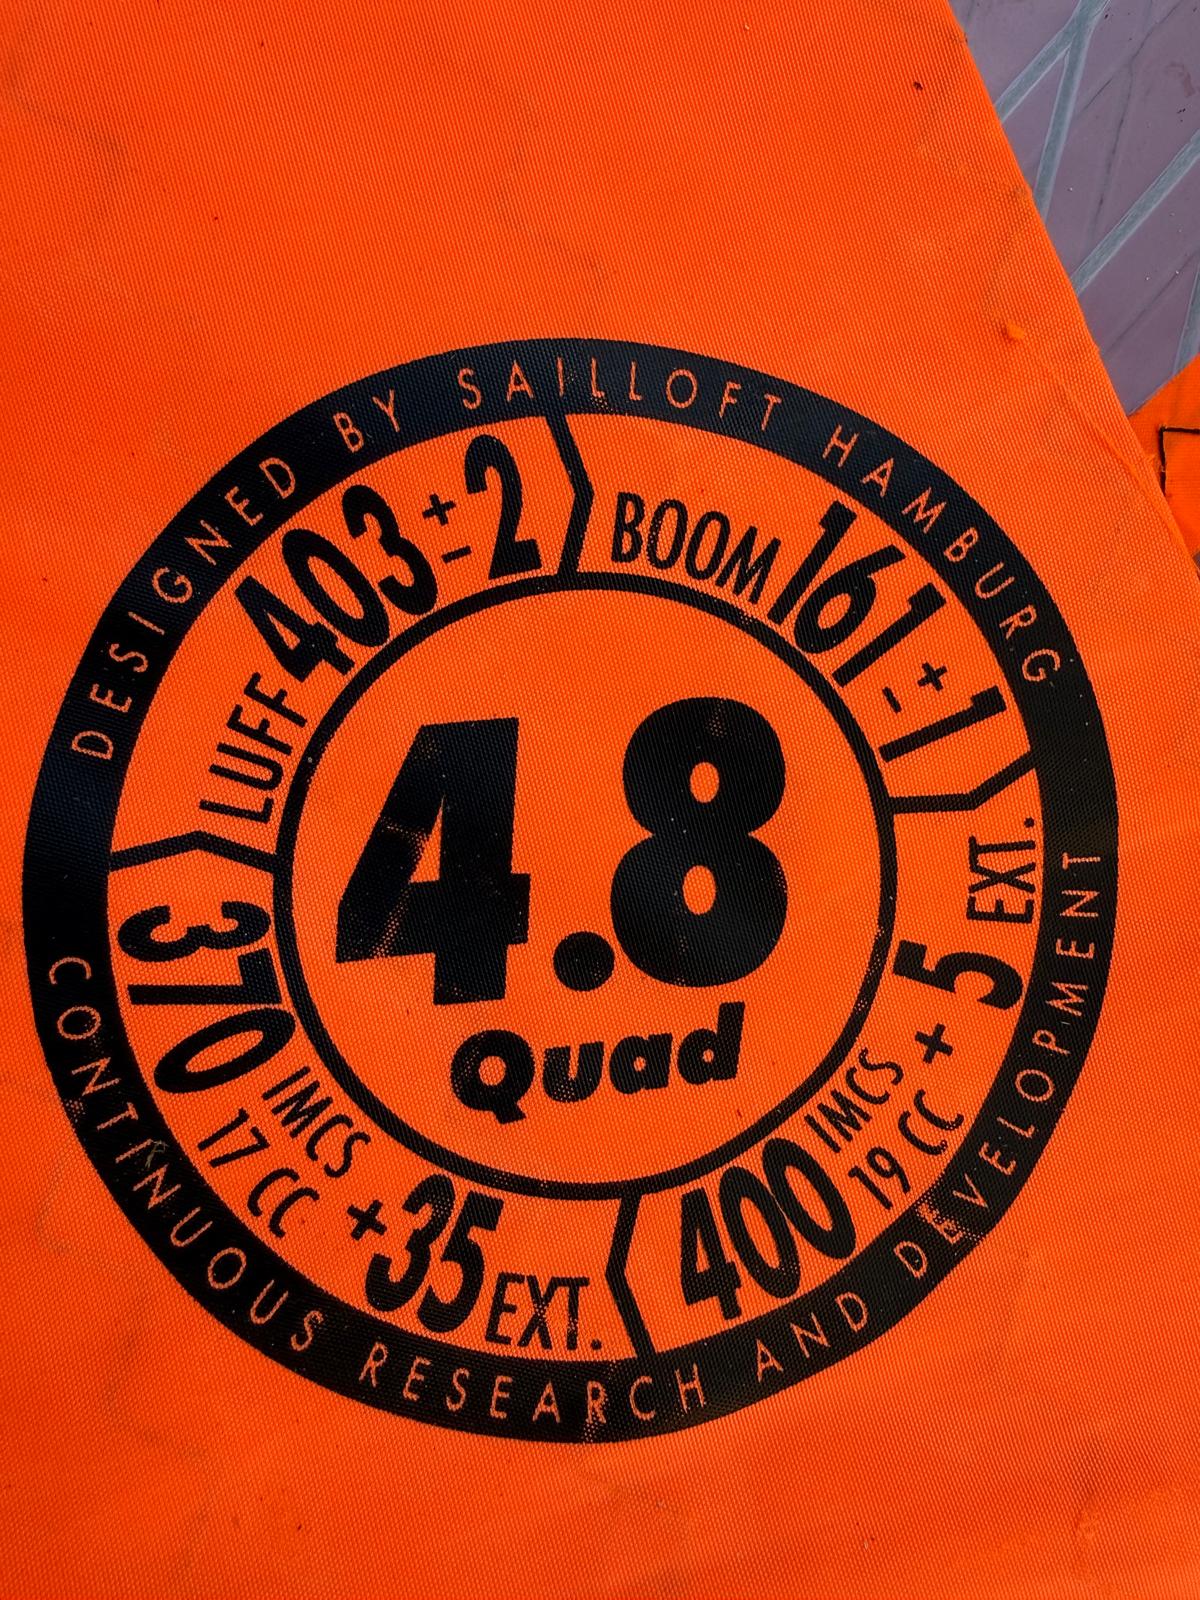 DESIGNED BY SAILLOFT HAMBURG
LUFF 403 +- 2
BOOM 161 +- 1
400 IMCS 19 CC + 5 EXT.
370 IMCS 17 CC + 35 EXT.
4.8
Quad
CONTINUOUS RESEARCH AND DEVELOPMENT